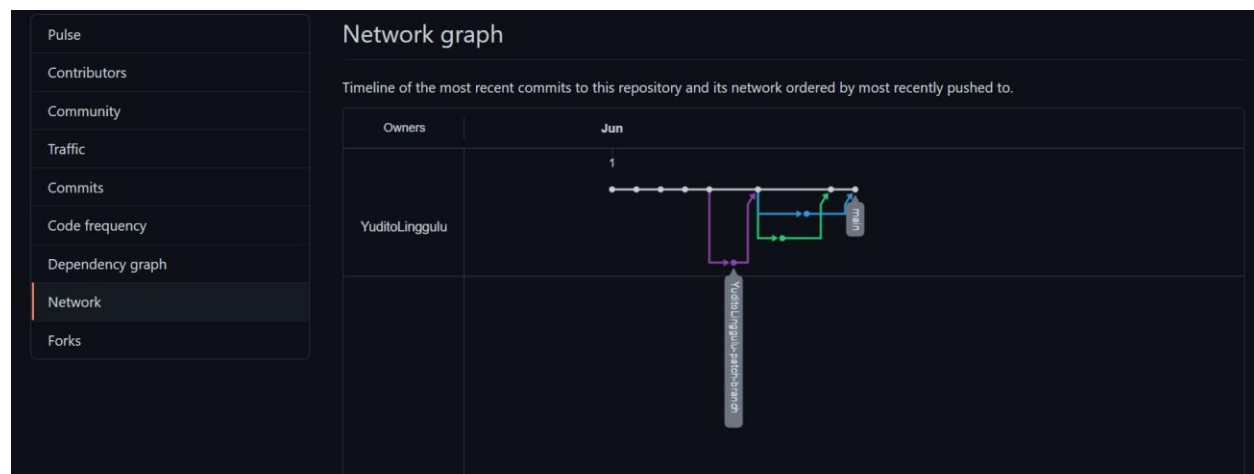 Pulse
Contributors
Community
Traffic
Commits
Code frequency
Dependency graph
Network
Forks
Network graph
Timeline of the most recent commits to this repository and its network ordered by most recently pushed to.
Owners
Jun
1
YuditoLinggulu
main
YuditoLinggulu-patch-branch